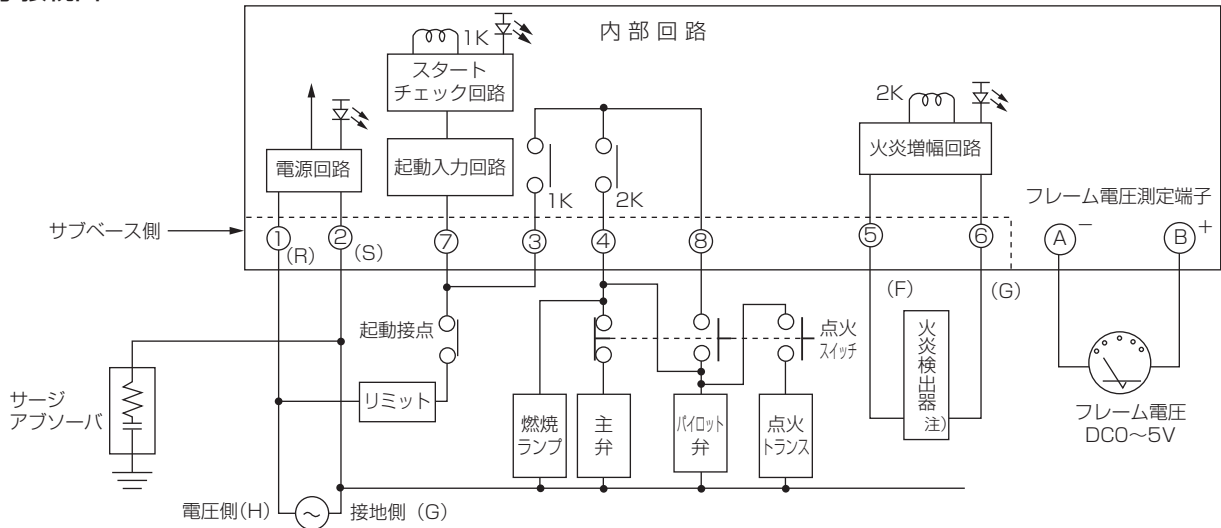 内部回路
1K
スタート
チェック回路
2K
電源回路
起動入力回路
火炎増幅回路
1K
2K
フレーム電圧測定端子
サブベース側
①
(R)
②
(S)
⑦
③
④
⑧
⑤
⑥
Ⓐ
−
Ⓑ
+
(F)
(G)
起動接点
点火
スイッチ
火炎検出器
注)
サージ
アブソーバ
リミット
燃焼
ランプ
主
弁
パイロット
弁
点火
トランス
フレーム電圧
DC0～5V
電圧側(H)
接地側 (G)